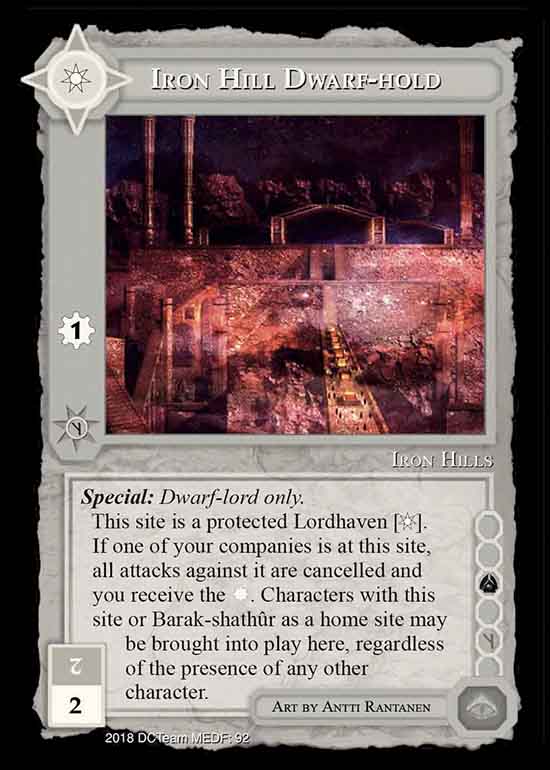 Iron Hill Dwarf-hold
1
Iron Hills
Special: Dwarf-lord only.
This site is a protected Lordhaven [ ].
If one of your companies is at this site,
all attacks against it are cancelled and
you receive the . Characters with this
site or Barak-shathûr as a home site may
be brought into play here, regardless
of the presence of any other
character.
2
2
Art by Antti Rantanen
2018 DCTeam MEDF: 92